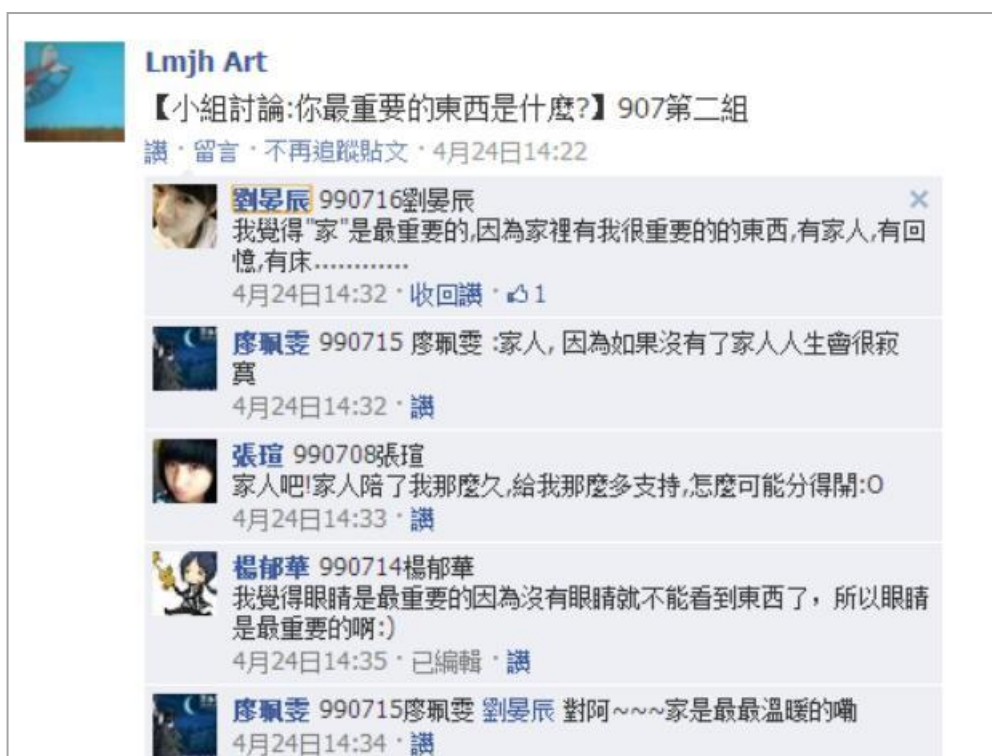 Lmjh Art
【小組討論:你最重要的東西是什麼?】907第二組
讚 · 留言 · 不再追蹤貼文 · 4月24日14:22
劉晏辰 990716劉晏辰
我覺得"家"是最重要的,因為家裡有我很重要的的東西,有家人,有回
憶,有床............
4月24日14:32 · 收回讚 · 1
廖珮雯 990715 廖珮雯 :家人, 因為如果沒有了家人人生會很寂
寞
4月24日14:32 · 讚
張瑄 990708張瑄
家人吧!家人陪了我那麼久,給我那麼多支持,怎麼可能分得開:O
4月24日14:33 · 讚
楊郁華 990714楊郁華
我覺得眼睛是最重要的因為沒有眼睛就不能看到東西了，所以眼睛
是最重要的啊:)
4月24日14:35 · 已編輯 · 讚
廖珮雯 990715廖珮雯 劉晏辰 對阿~~~家是最最溫暖的嘞
4月24日14:34 · 讚